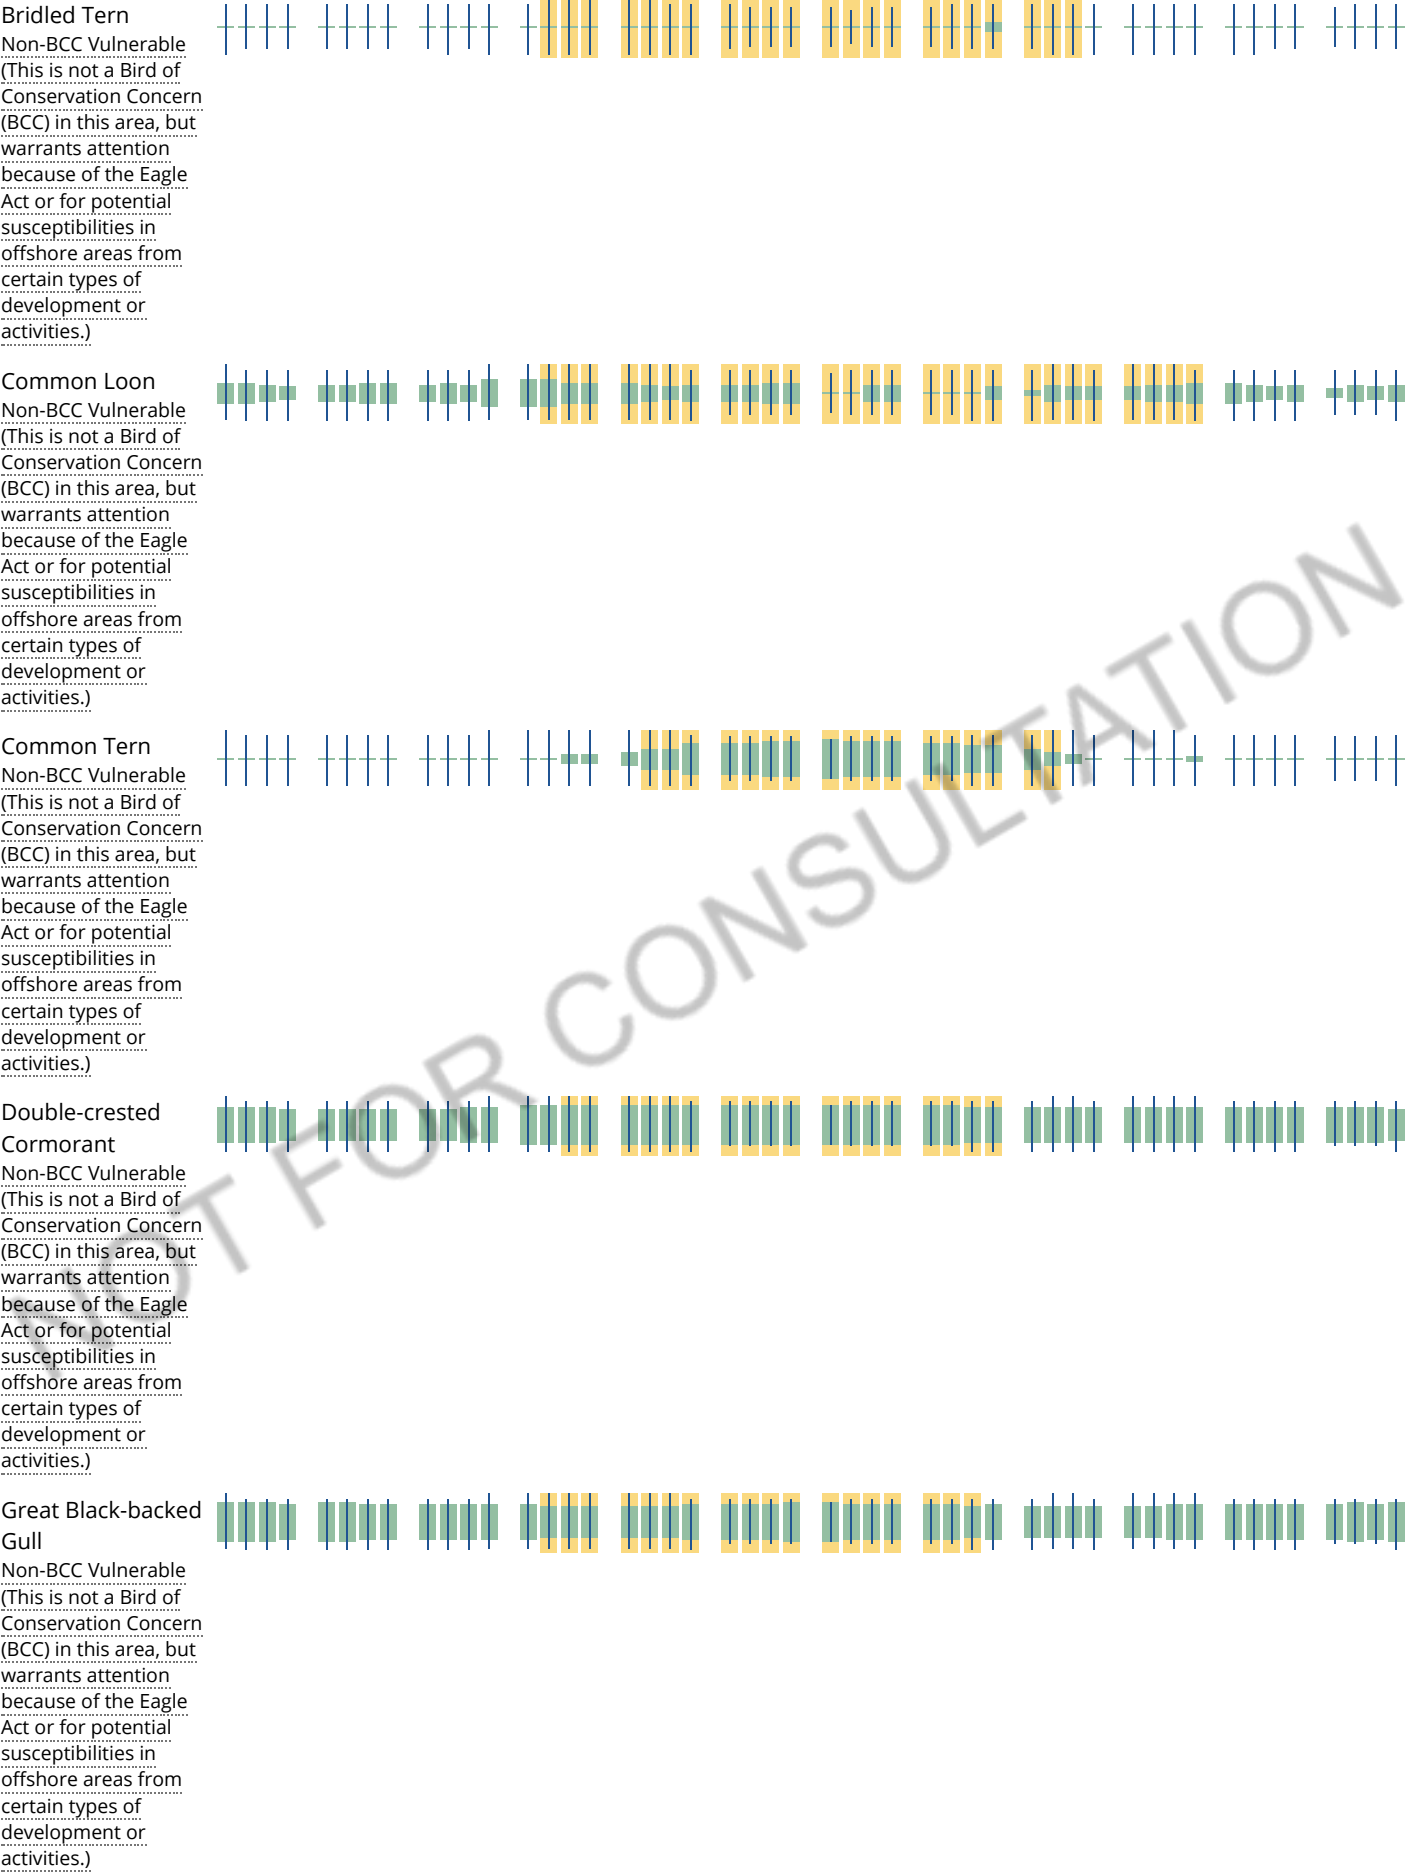 Bridled Tern
Non-BCC Vulnerable
(This is not a Bird of
Conservation Concern
(BCC) in this area, but
warrants attention
because of the Eagle
Act or for potential
susceptibilities in
offshore areas from
certain types of
development or
activities.)
Common Loon
Non-BCC Vulnerable
(This is not a Bird of
Conservation Concern
(BCC) in this area, but
warrants attention
because of the Eagle
Act or for potential
susceptibilities in
offshore areas from
certain types of
development or
activities.)
Common Tern
Non-BCC Vulnerable
(This is not a Bird of
Conservation Concern
(BCC) in this area, but
warrants attention
because of the Eagle
Act or for potential
susceptibilities in
offshore areas from
certain types of
development or
activities.)
Double-crested
Cormorant
Non-BCC Vulnerable
(This is not a Bird of
Conservation Concern
(BCC) in this area, but
warrants attention
because of the Eagle
Act or for potential
susceptibilities in
offshore areas from
certain types of
development or
activities.)
Great Black-backed
Gull
Non-BCC Vulnerable
(This is not a Bird of
Conservation Concern
(BCC) in this area, but
warrants attention
because of the Eagle
Act or for potential
susceptibilities in
offshore areas from
certain types of
development or
activities.)
NOT FOR CONSULTATION